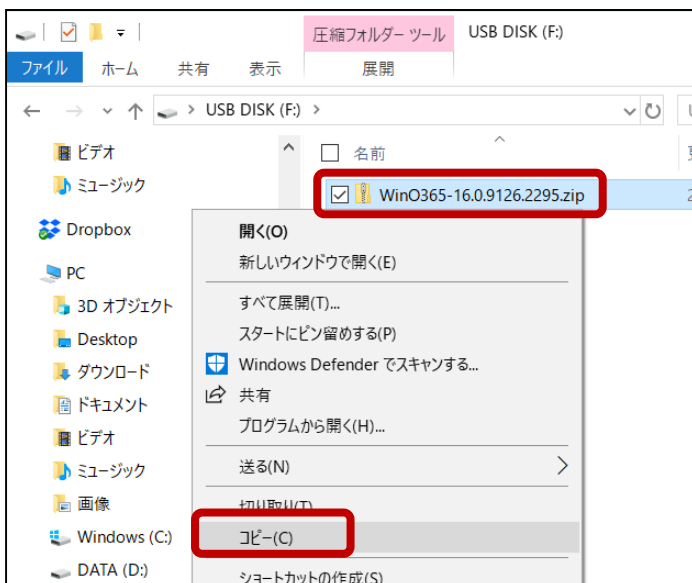 圧縮フォルダー ツール
USB DISK (F:)
ファイル
ホーム
共有
表示
展開
USB DISK (F:)
名前
ビデオ
ミュージック
WinO365-16.0.9126.2295.zip
Dropbox
PC
3D オブジェクト
Desktop
ダウンロード
ドキュメント
ビデオ
ミュージック
画像
Windows (C:)
DATA (D:)
開く(O)
新しいウィンドウで開く(E)
すべて展開(T)...
スタートにピン留めする(P)
Windows Defender でスキャンする...
共有
プログラムから開く(H)...
送る(N)
切り取り(T)
コピー(C)
ショートカットの作成(S)